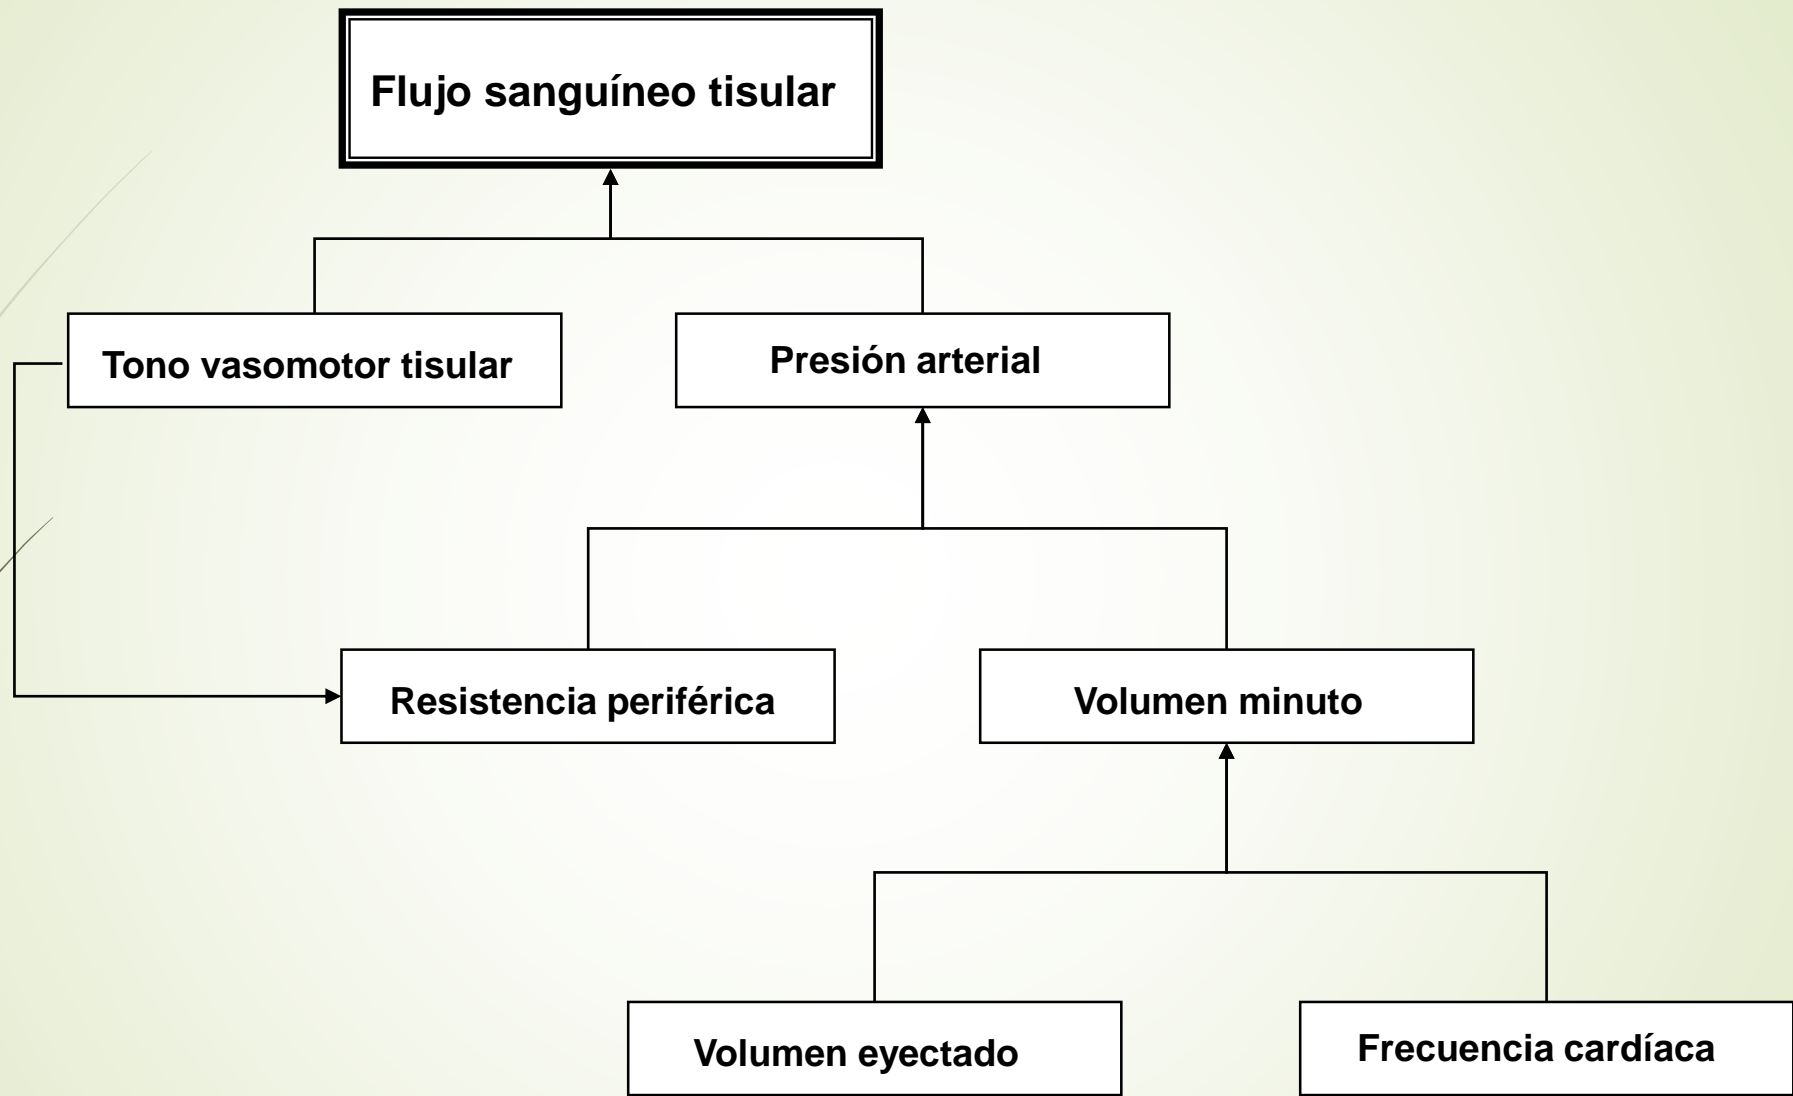 Flujo sanguíneo tisular
Tono vasomotor tisular
Presión arterial
Resistencia periférica
Volumen minuto
Volumen eyectado
Frecuencia cardíaca